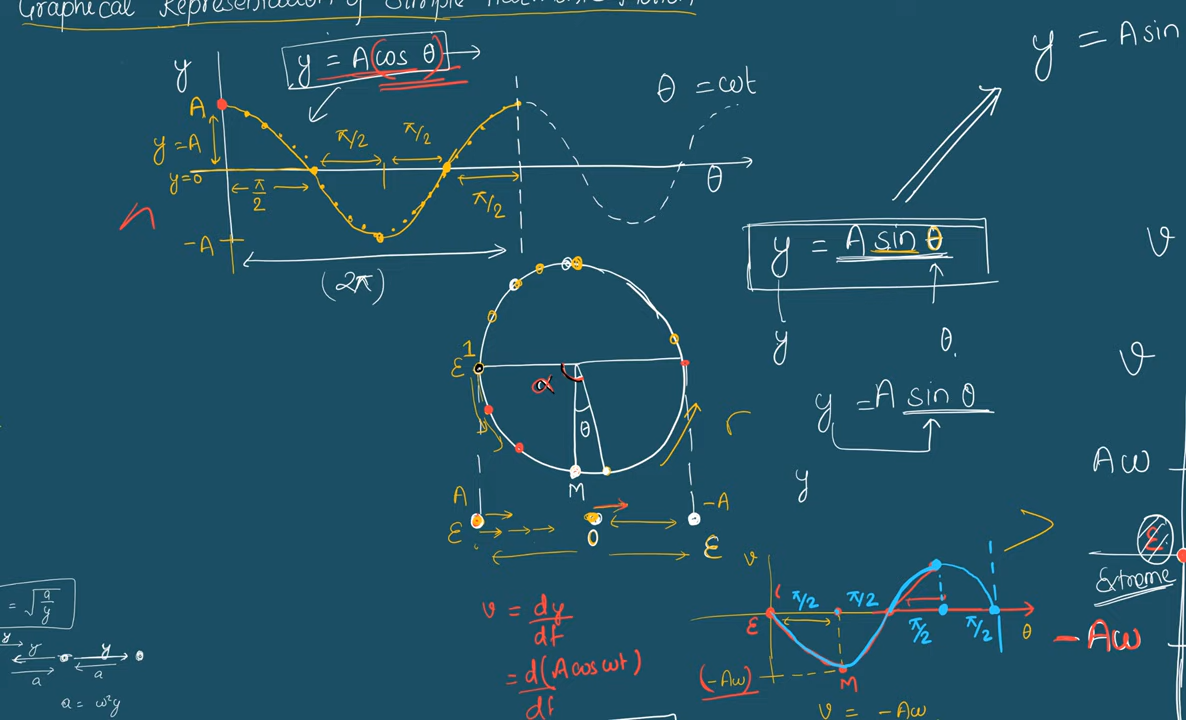 Graphical Representation of Simple Harmonic Motion
y = A cos θ
y = A sin
y
θ = ωt
A
π/2
π/2
y = A
y = 0
π/2
π/2
θ
-A
(2π)
y = A sin θ
v
y
θ.
1
ε
α
θ
v
y = A sin θ
r
M
y
Aω
A
-A
ε
0
ε
ε
Extreme
v
π/2
π/2
ε
π/2
π/2
θ
-Aω
(-Aω)
M
v = dy
dt
= d(A cos ωt)
dt
v = -Aω
= √a/y
y
y
y
a
a
a = ω²y